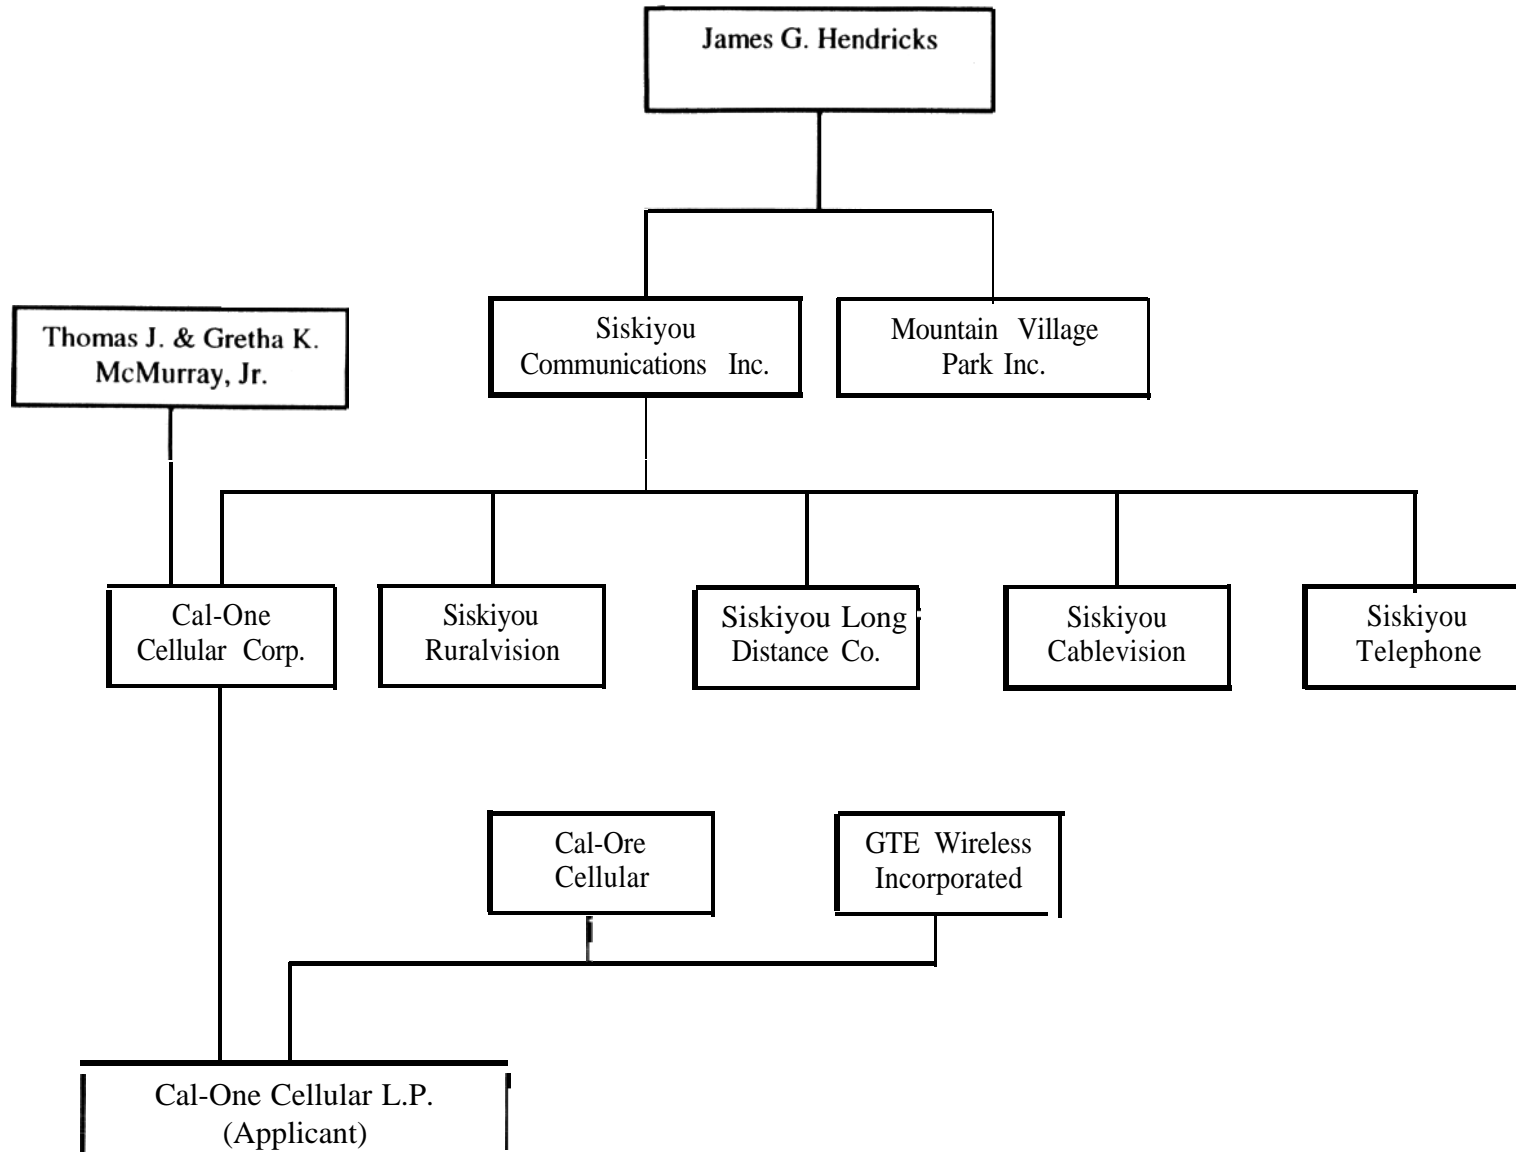 James G. Hendricks
Thomas J. & Gretha K.
McMurray, Jr.
Siskiyou
Communications Inc.
Mountain Village
Park Inc.
Cal-One
Cellular Corp.
Siskiyou
Ruralvision
Siskiyou Long
Distance Co.
Siskiyou
Cablevision
Siskiyou
Telephone
Cal-Ore
Cellular
GTE Wireless
Incorporated
Cal-One Cellular L.P.
(Applicant)